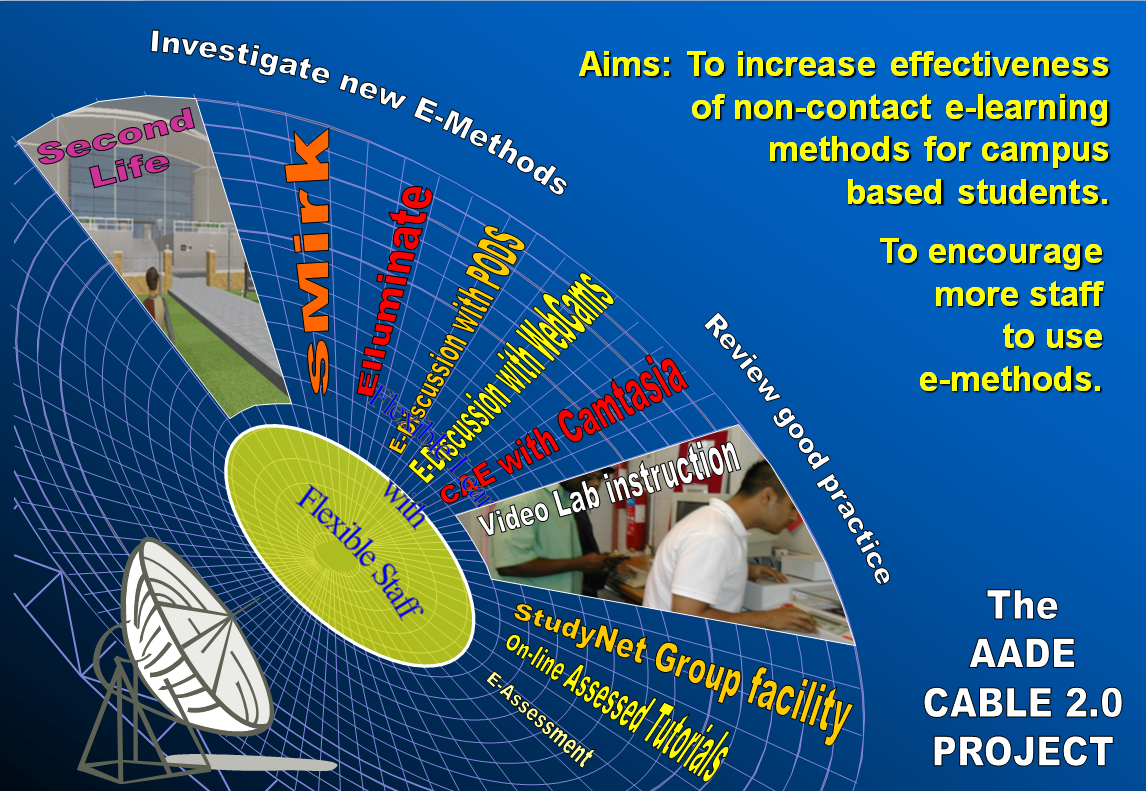 Investigate new E-Methods
Aims: To increase effectiveness
of non-contact e-learning
methods for campus
based students.
To encourage
more staff
to use
e-methods.
Second
Life
SMirK
Elluminate
E-Discussion with PODS
E-Discussion with WebCams
CAE with Camtasia
Review good practice
Video Lab instruction
with
Flexible Staff
StudyNet Group facility
On-line Assessed Tutorials
E-Assessment
The
AADE
CABLE 2.0
PROJECT